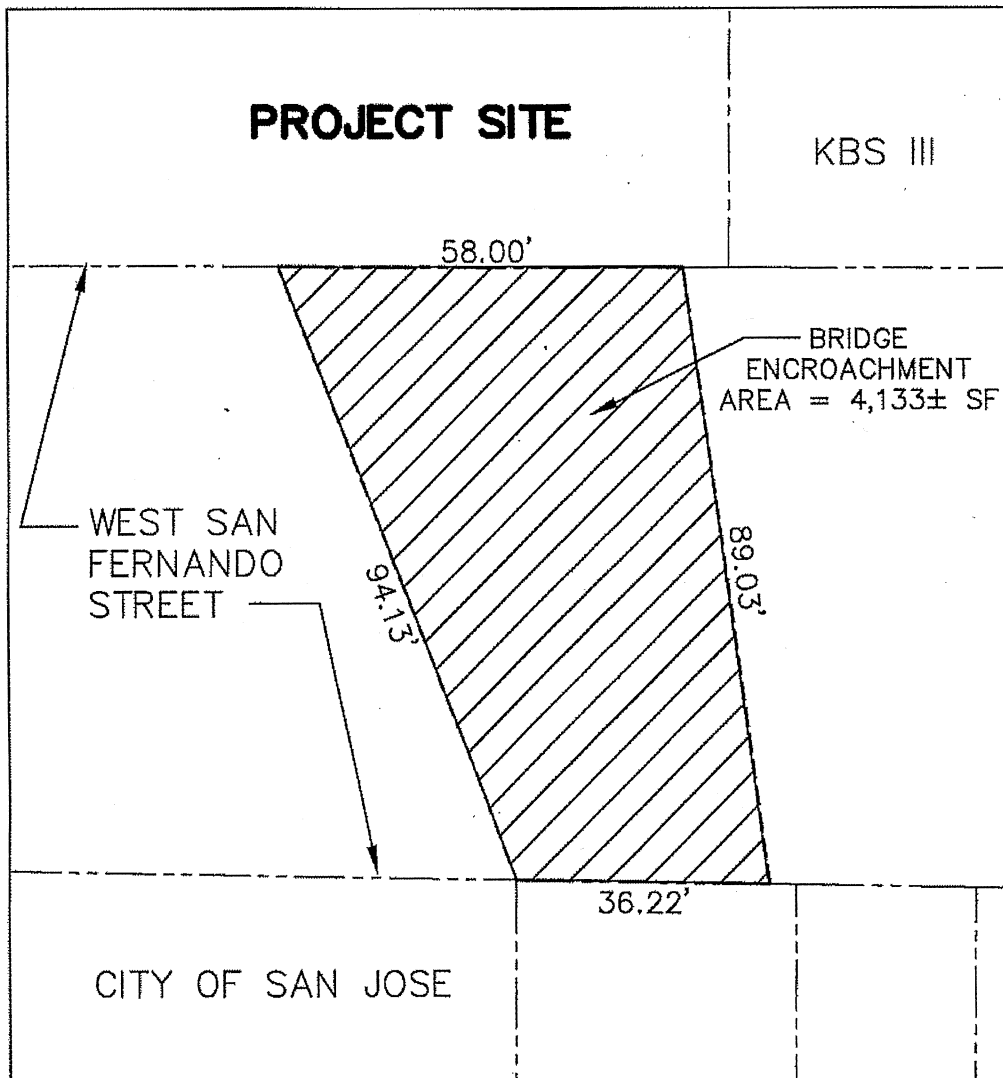 PROJECT SITE
KBS III
58.00'
BRIDGE
ENCROACHMENT
AREA = 4,133± SF
WEST SAN
FERNANDO
STREET
94.13'
89.03'
36.22'
CITY OF SAN JOSE